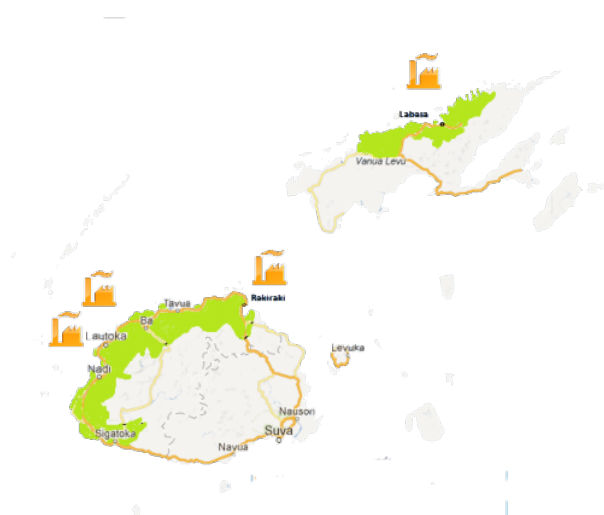 Labasa
Vanua Levu
Rakiraki
Tavua
Ba
Lautoka
Levuka
Nadi
Nausori
Suva
Sigatoka
Navua